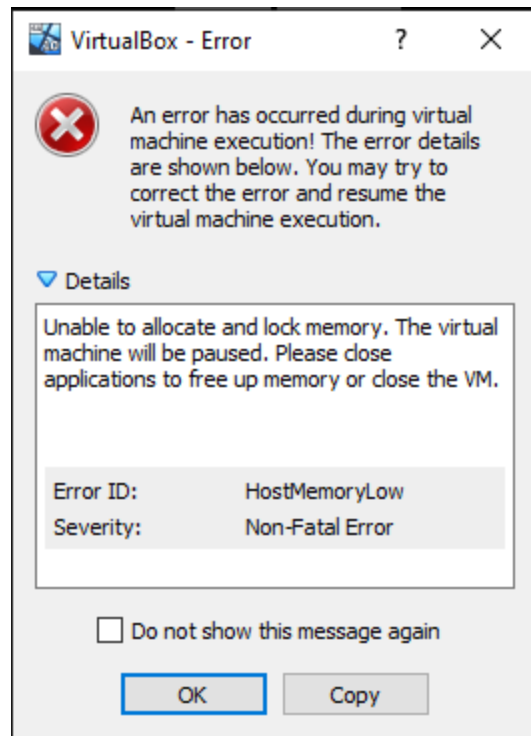 VirtualBox - Error
?
An error has occurred during virtual
machine execution! The error details
are shown below. You may try to
correct the error and resume the
virtual machine execution.
Details
Unable to allocate and lock memory. The virtual
machine will be paused. Please close
applications to free up memory or close the VM.
Error ID: HostMemoryLow
Severity: Non-Fatal Error
Do not show this message again
OK Copy